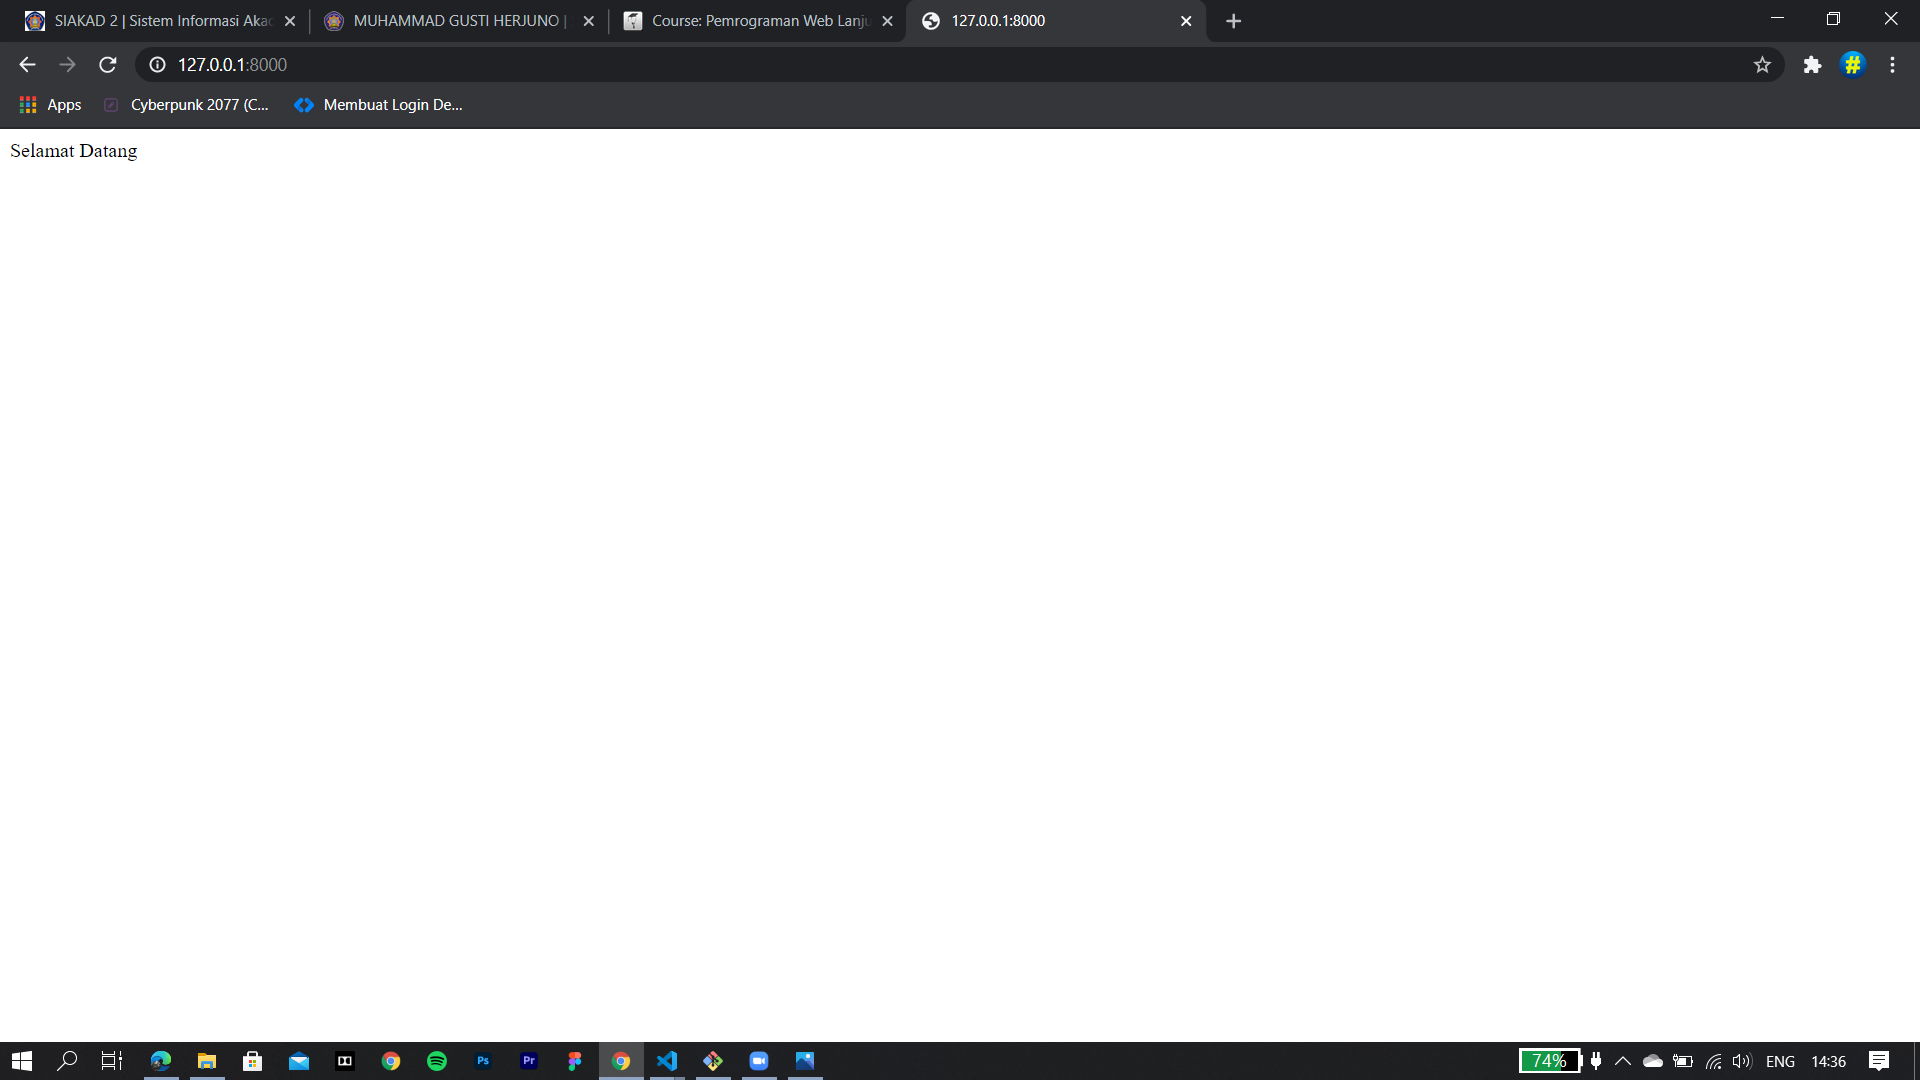 SIAKAD 2 | Sistem Informasi Akad
MUHAMMAD GUSTI HERJUNO |
Course: Pemrograman Web Lanju
127.0.0.1:8000
127.0.0.1:8000
Apps
Cyberpunk 2077 (C...
Membuat Login De...
Selamat Datang
Ps
Pr
74%
ENG
14:36